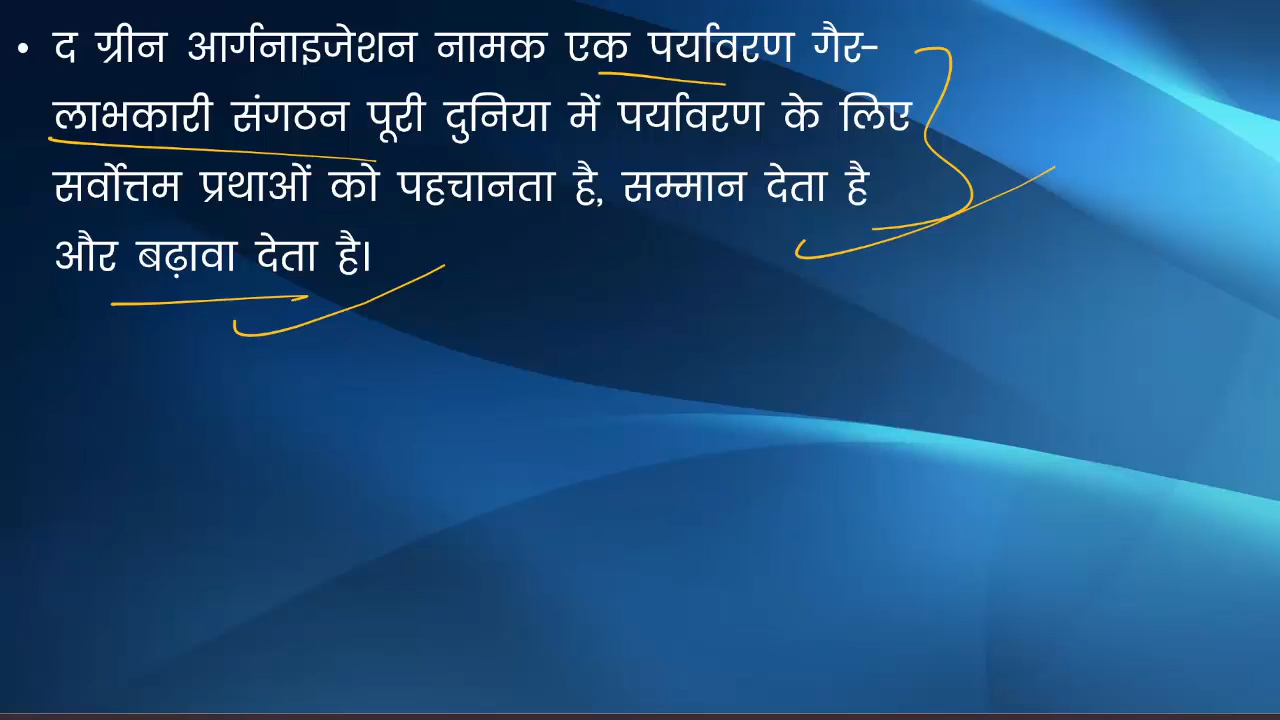 • द ग्रीन आर्गनाइजेशन नामक एक पर्यावरण गैर-
लाभकारी संगठन पूरी दुनिया में पर्यावरण के लिए
सर्वोत्तम प्रथाओं को पहचानता है, सम्मान देता है
और बढ़ावा देता है।